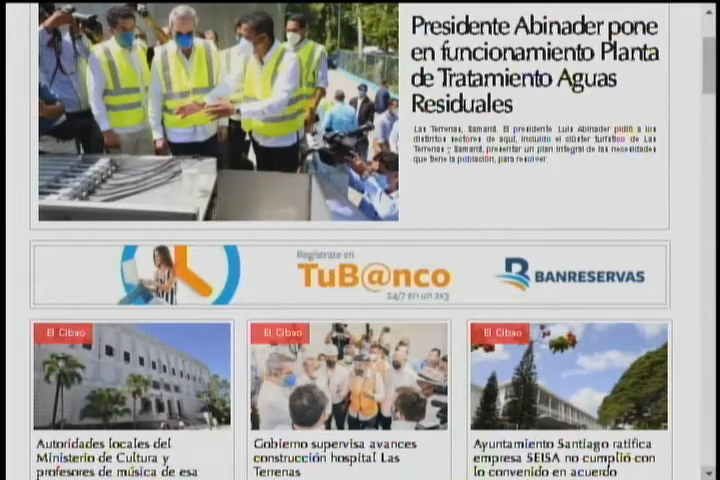 Presidente Abinader pone
en funcionamiento Planta
de Tratamiento Aguas
Residuales
Las Terrenas, Samaná. El presidente Luis Abinader pidió a los
distintos sectores de aquí, incluido el clúster turístico de Las
Terrenas y Samaná, presentar un plan integral de las necesidades
que tiene la población, para resolver
Regístrate en
TuB@nco
24/7 en un 2x3
BANRESERVAS
El Cibao
El Cibao
El Cibao
Autoridades locales del
Ministerio de Cultura y
profesores de música de esa
Gobierno supervisa avances
construcción hospital Las
Terrenas
Ayuntamiento Santiago ratifica
empresa SEISA no cumplió con
lo convenido en acuerdo